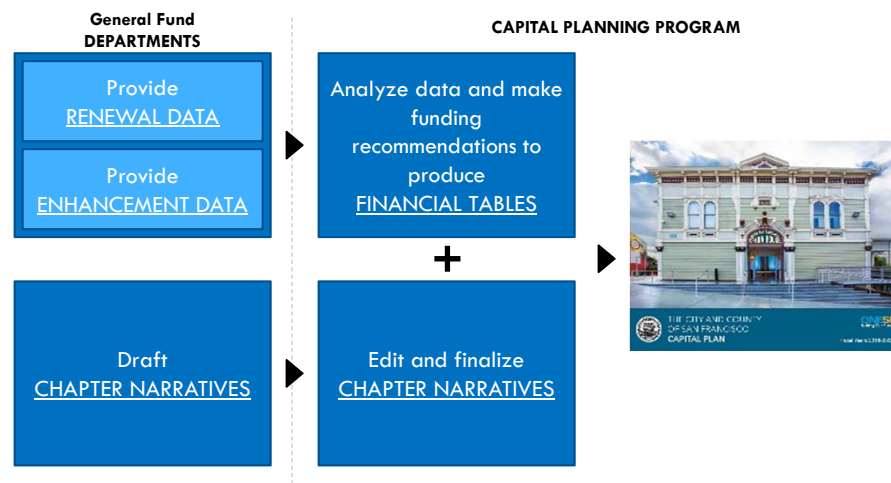 General Fund
DEPARTMENTS
CAPITAL PLANNING PROGRAM
Provide
RENEWAL DATA
Provide
ENHANCEMENT DATA
Analyze data and make
funding
recommendations to
produce
FINANCIAL TABLES
+
Draft
CHAPTER NARRATIVES
Edit and finalize
CHAPTER NARRATIVES
THE CITY AND COUNTY
OF SAN FRANCISCO
CAPITAL PLAN